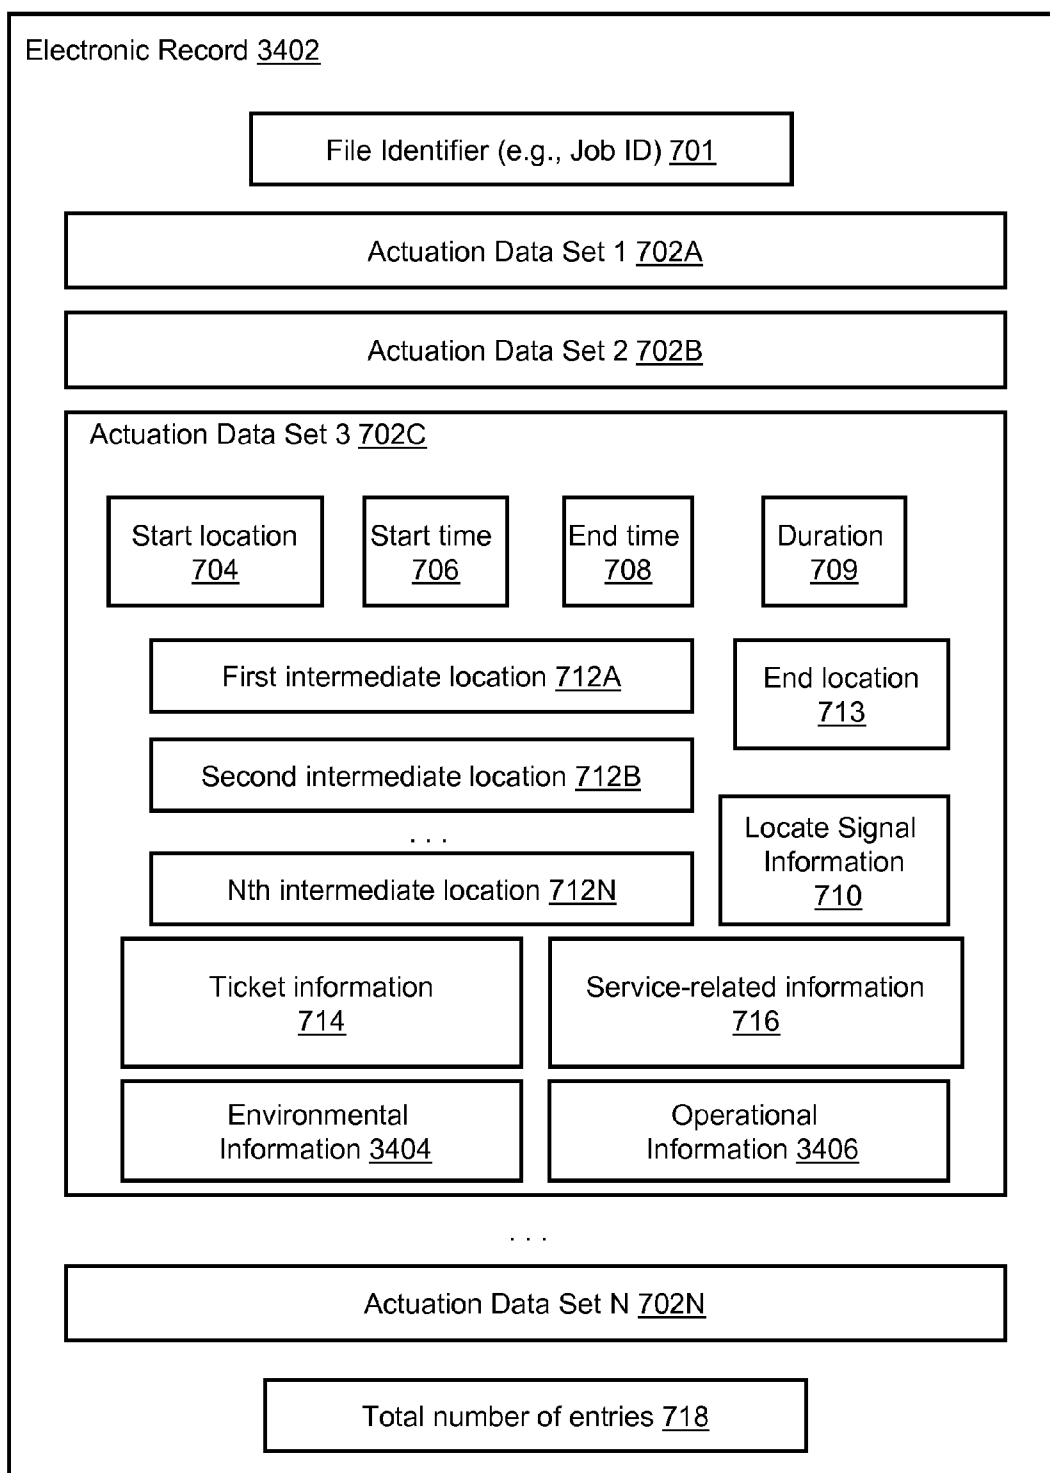 Electronic Record 3402
File Identifier (e.g., Job ID) 701
Actuation Data Set 1 702A
Actuation Data Set 2 702B
Actuation Data Set 3 702C
Start location
704
Start time
706
End time
708
Duration
709
First intermediate location 712A
End location
713
Second intermediate location 712B
. . .
Nth intermediate location 712N
Locate Signal
Information
710
Ticket information
714
Service-related information
716
Environmental
Information 3404
Operational
Information 3406
. . .
Actuation Data Set N 702N
Total number of entries 718